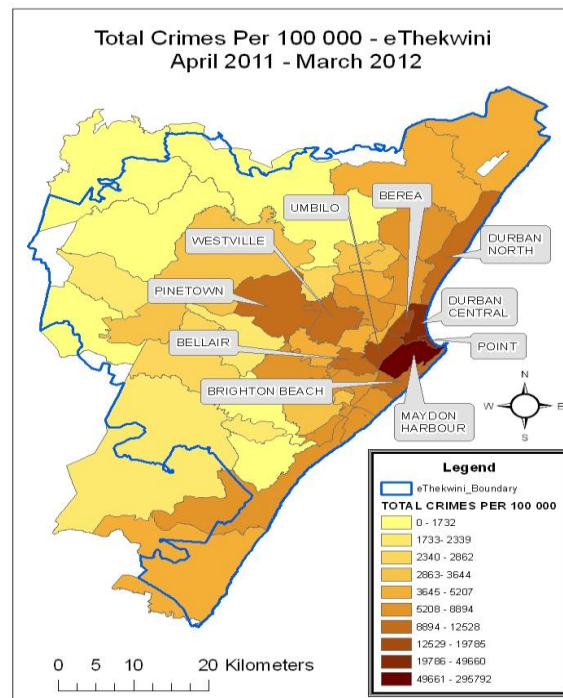 Total Crimes Per 100 000 - eThekwini
April 2011 - March 2012
BEREA
UMBILO
WESTVILLE
DURBAN
NORTH
PINETOWN
DURBAN
CENTRAL
BELLAIR
POINT
BRIGHTON BEACH
MAYDON
HARBOUR
N
W
E
S
Legend
eThekwini_Boundary
TOTAL CRIMES PER 100 000
0 - 1732
1733- 2339
2340 - 2862
2863- 3644
3645 - 5207
5208 - 8894
8894 - 12528
12529 - 19785
19786 - 49660
49661 - 295792
0 5 10 20 Kilometers